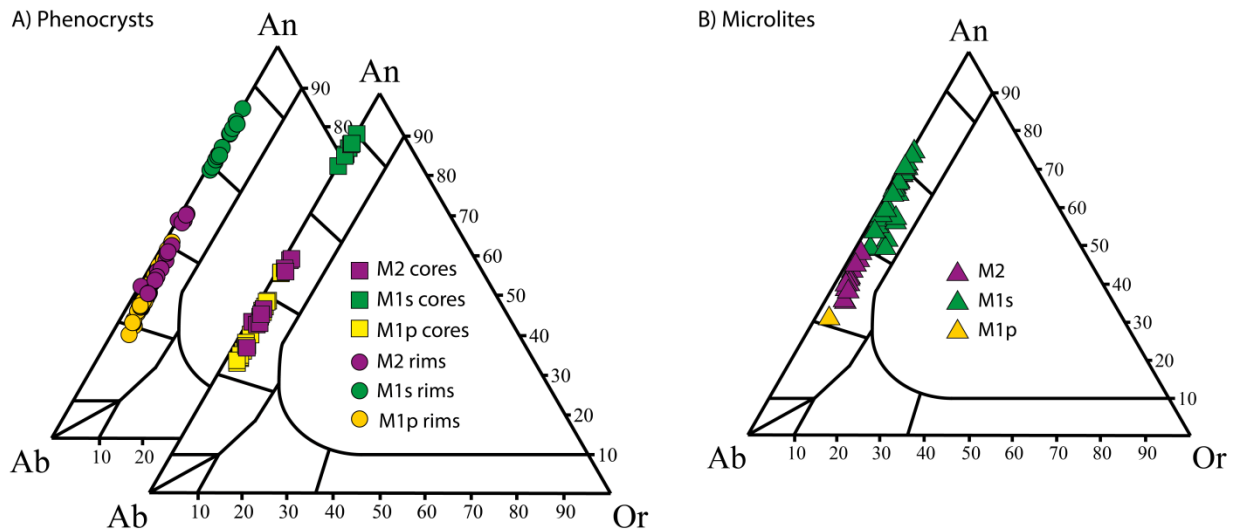 A) Phenocrysts
An
90
80
Ab
10
20
An
90
80
70
60
50
40
30
20
10
M2 cores
M1s cores
M1p cores
M2 rims
M1s rims
M1p rims
Ab
10 20 30 40 50 60 70 80 90
Or
B) Microlites
An
90
80
70
60
50
40
30
20
10
M2
M1s
M1p
Ab
10 20 30 40 50 60 70 80 90
Or